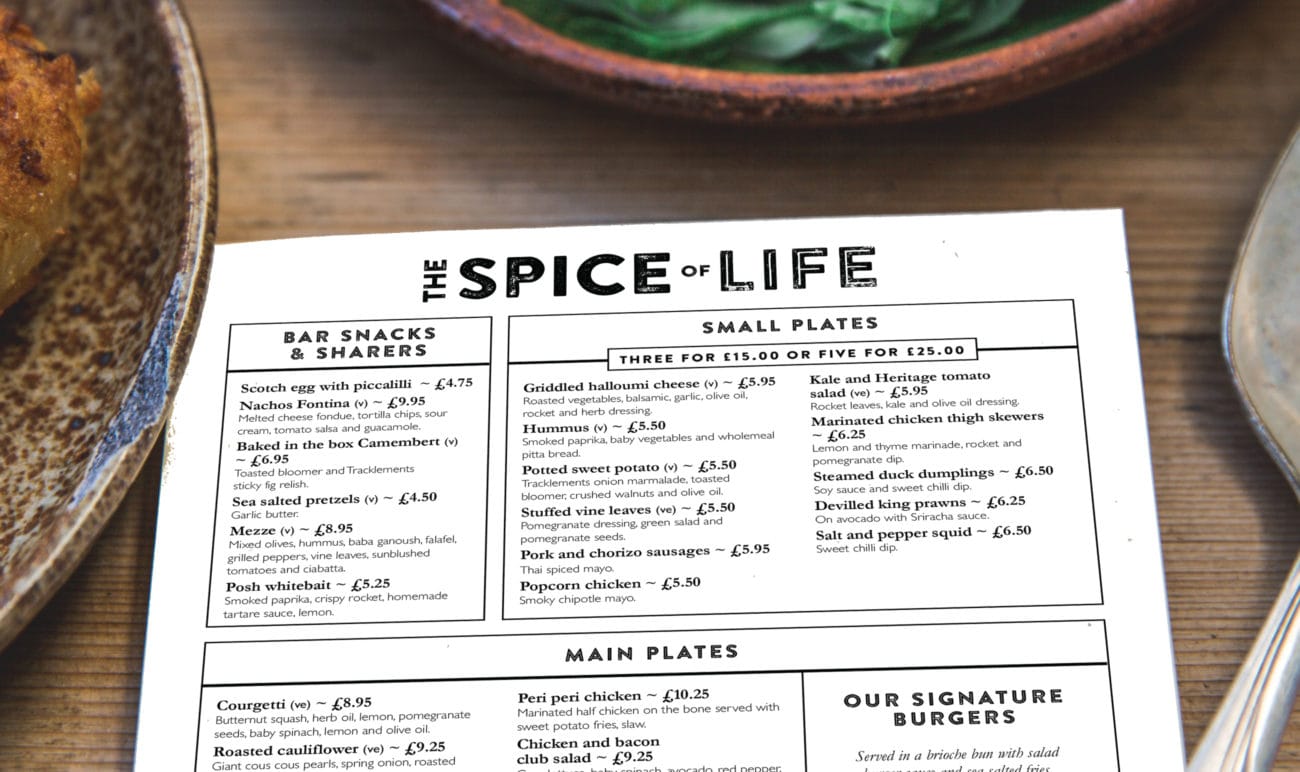 THE SPICE OF LIFE
BAR SNACKS
& SHARERS
Scotch egg with piccalilli ~ £4.75
Nachos Fontina (v) ~ £9.95
Melted cheese fondue, tortilla chips, sour
cream, tomato salsa and guacamole.
Baked in the box Camembert (v)
~ £6.95
Toasted bloomer and Tracklements
sticky fig relish.
Sea salted pretzels (v) ~ £4.50
Garlic butter.
Mezze (v) ~ £8.95
Mixed olives, hummus, baba ganoush, falafel,
grilled peppers, vine leaves, sunblushed
tomatoes and ciabatta.
Posh whitebait ~ £5.25
Smoked paprika, crispy rocket, homemade
tartare sauce, lemon.
SMALL PLATES
THREE FOR £15.00 OR FIVE FOR £25.00
Griddled halloumi cheese (v) ~ £5.95
Roasted vegetables, balsamic, garlic, olive oil,
rocket and herb dressing.
Hummus (v) ~ £5.50
Smoked paprika, baby vegetables and wholemeal
pitta bread.
Potted sweet potato (v) ~ £5.50
Tracklements onion marmalade, toasted
bloomer, crushed walnuts and olive oil.
Stuffed vine leaves (ve) ~ £5.50
Pomegranate dressing, green salad and
pomegranate seeds.
Pork and chorizo sausages ~ £5.95
Thai spiced mayo.
Popcorn chicken ~ £5.50
Smoky chipotle mayo.
Kale and Heritage tomato
salad (ve) ~ £5.95
Rocket leaves, kale and olive oil dressing.
Marinated chicken thigh skewers
~ £6.25
Lemon and thyme marinade, rocket and
pomegranate dip.
Steamed duck dumplings ~ £6.50
Soy sauce and sweet chilli dip.
Devilled king prawns ~ £6.25
On avocado with Sriracha sauce.
Salt and pepper squid ~ £6.50
Sweet chilli dip.
MAIN PLATES
Courgetti (ve) ~ £8.95
Butternut squash, herb oil, lemon, pomegranate
seeds, baby spinach, lemon and olive oil.
Roasted cauliflower (ve) ~ £9.25
Giant cous cous pearls, spring onion, roasted
Peri peri chicken ~ £10.25
Marinated half chicken on the bone served with
sweet potato fries, slaw.
Chicken and bacon
club salad ~ £9.25
baby spinach, avocado, red pepper,
OUR SIGNATURE
BURGERS
Served in a brioche bun with salad
sauce and sea salted fries